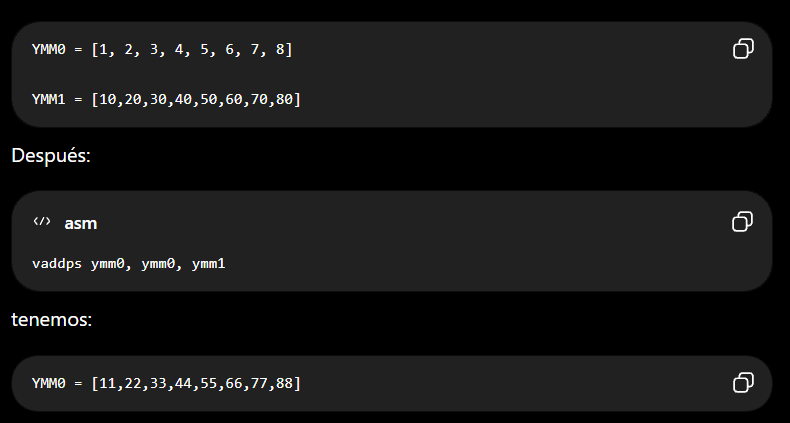 YMM0 = [1, 2, 3, 4, 5, 6, 7, 8]
YMM1 = [10,20,30,40,50,60,70,80]
Después:
</> asm
vaddps ymm0, ymm0, ymm1
tenemos:
YMM0 = [11,22,33,44,55,66,77,88]